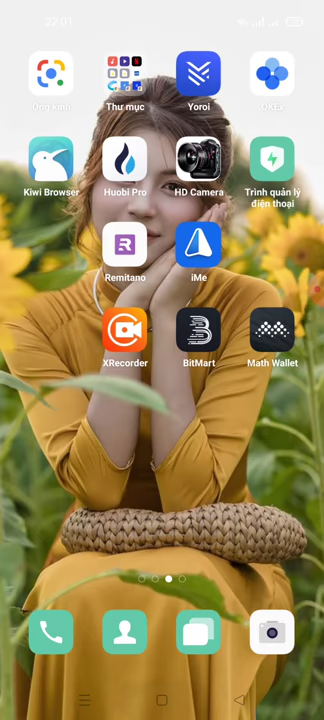 22:01
Ống kính
Thư mục
Yoroi
OKEx
Kiwi Browser
Huobi Pro
HD Camera
Trình quản lý
điện thoại
Remitano
iMe
XRecorder
BitMart
Math Wallet